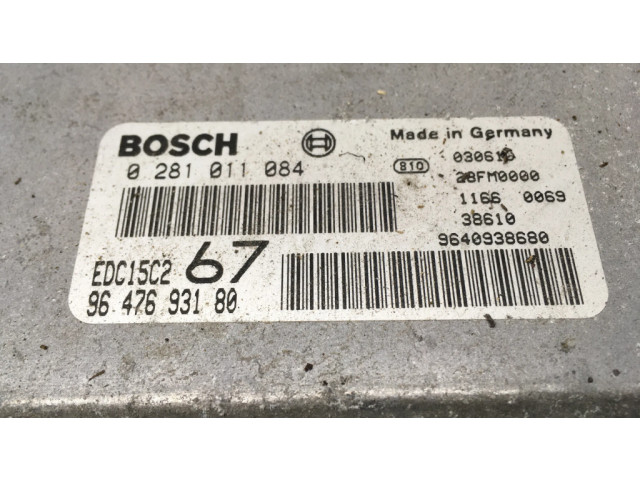 BOSCH
0 281 011 084
EDC15C2 67
96 476 931 80
Made in Germany
810
28FM0000
1166 0069
38610
9640938680